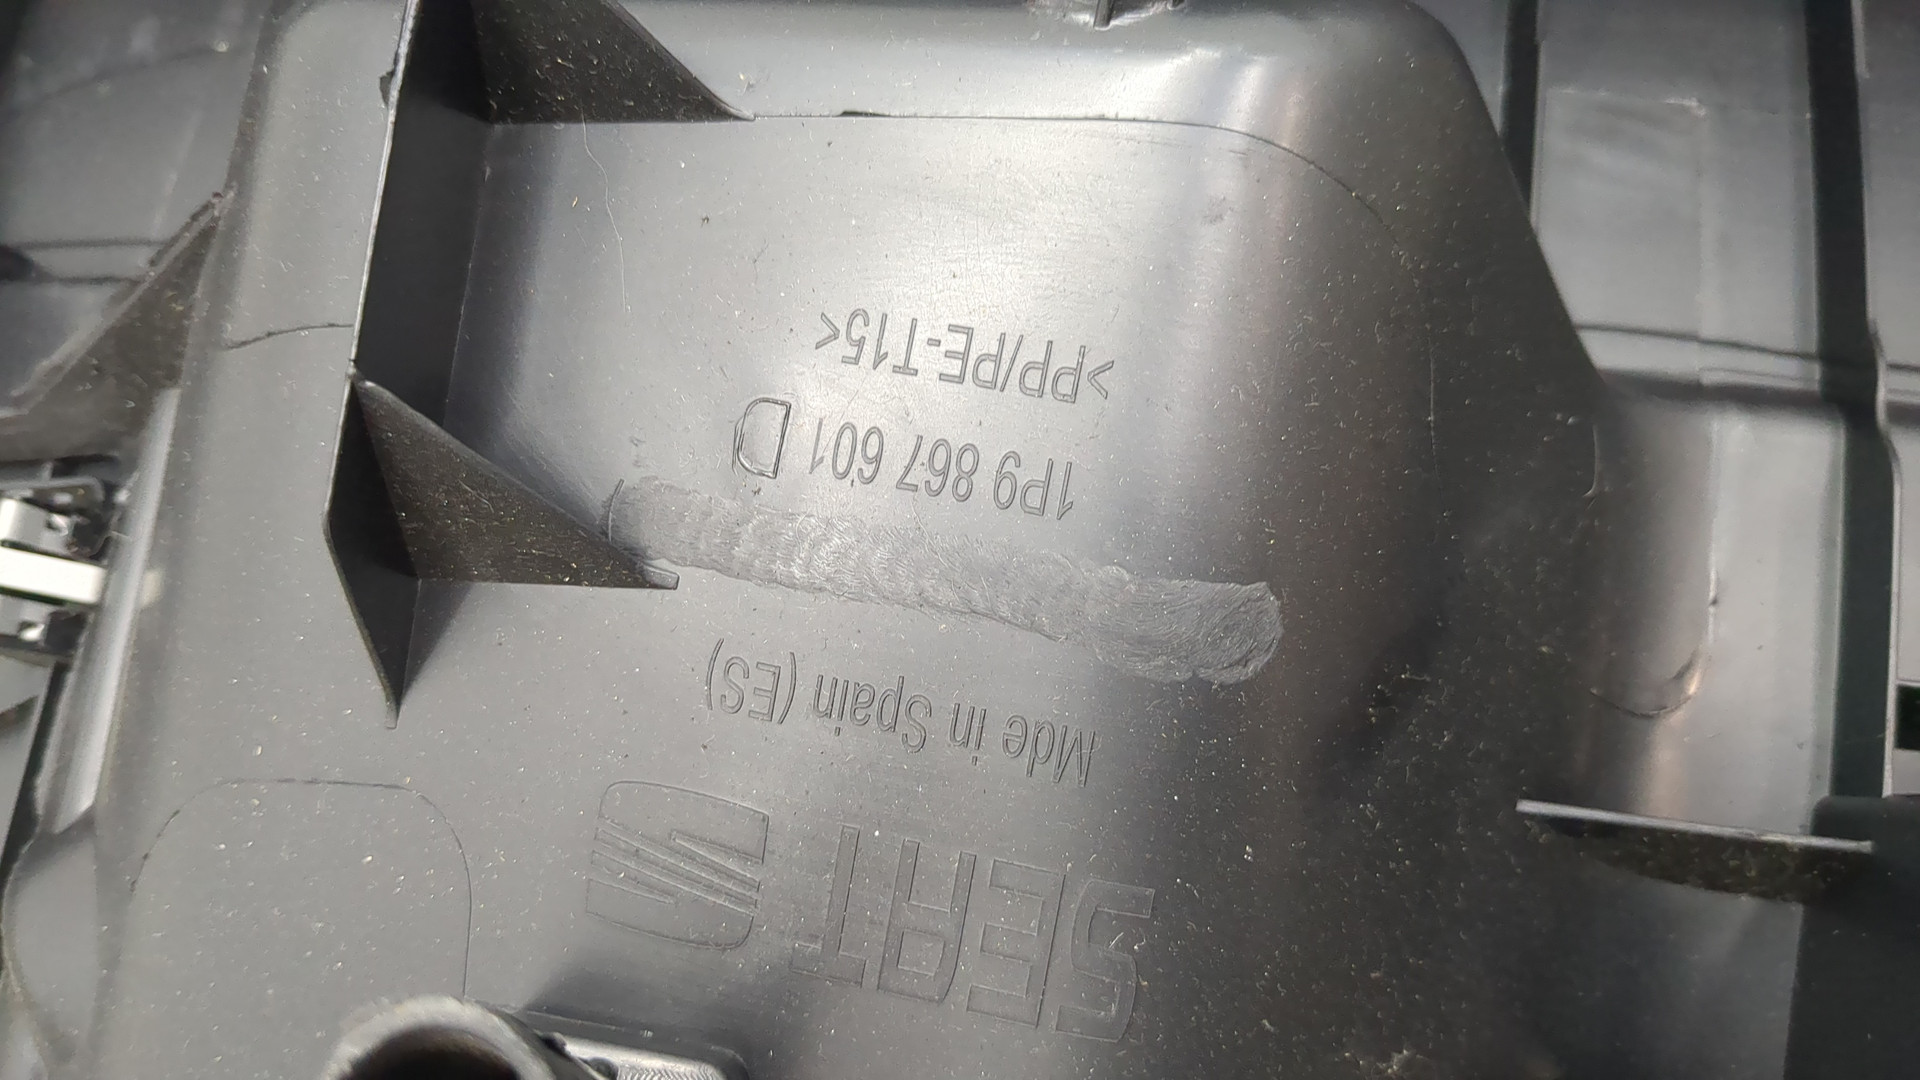 >PP/PE-T15<
1P9 867 601 D
Mde in Spain (ES)
SEAT